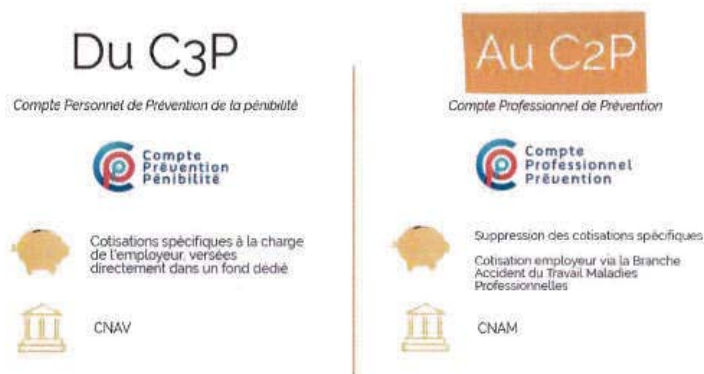 Du C3P
Compte Personnel de Prévention de la pénibilité
Compte
Prévention
Pénibilité
Cotisations spécifiques à la charge
de l'employeur, versées
directement dans un fond dédié
CNAV
Au C2P
Compte Professionnel de Prévention
Compte
Professionnel
Prévention
Suppression des cotisations spécifiques
Cotisation employeur via la Branche
Accident du Travail Maladies
Professionnelles
CNAM